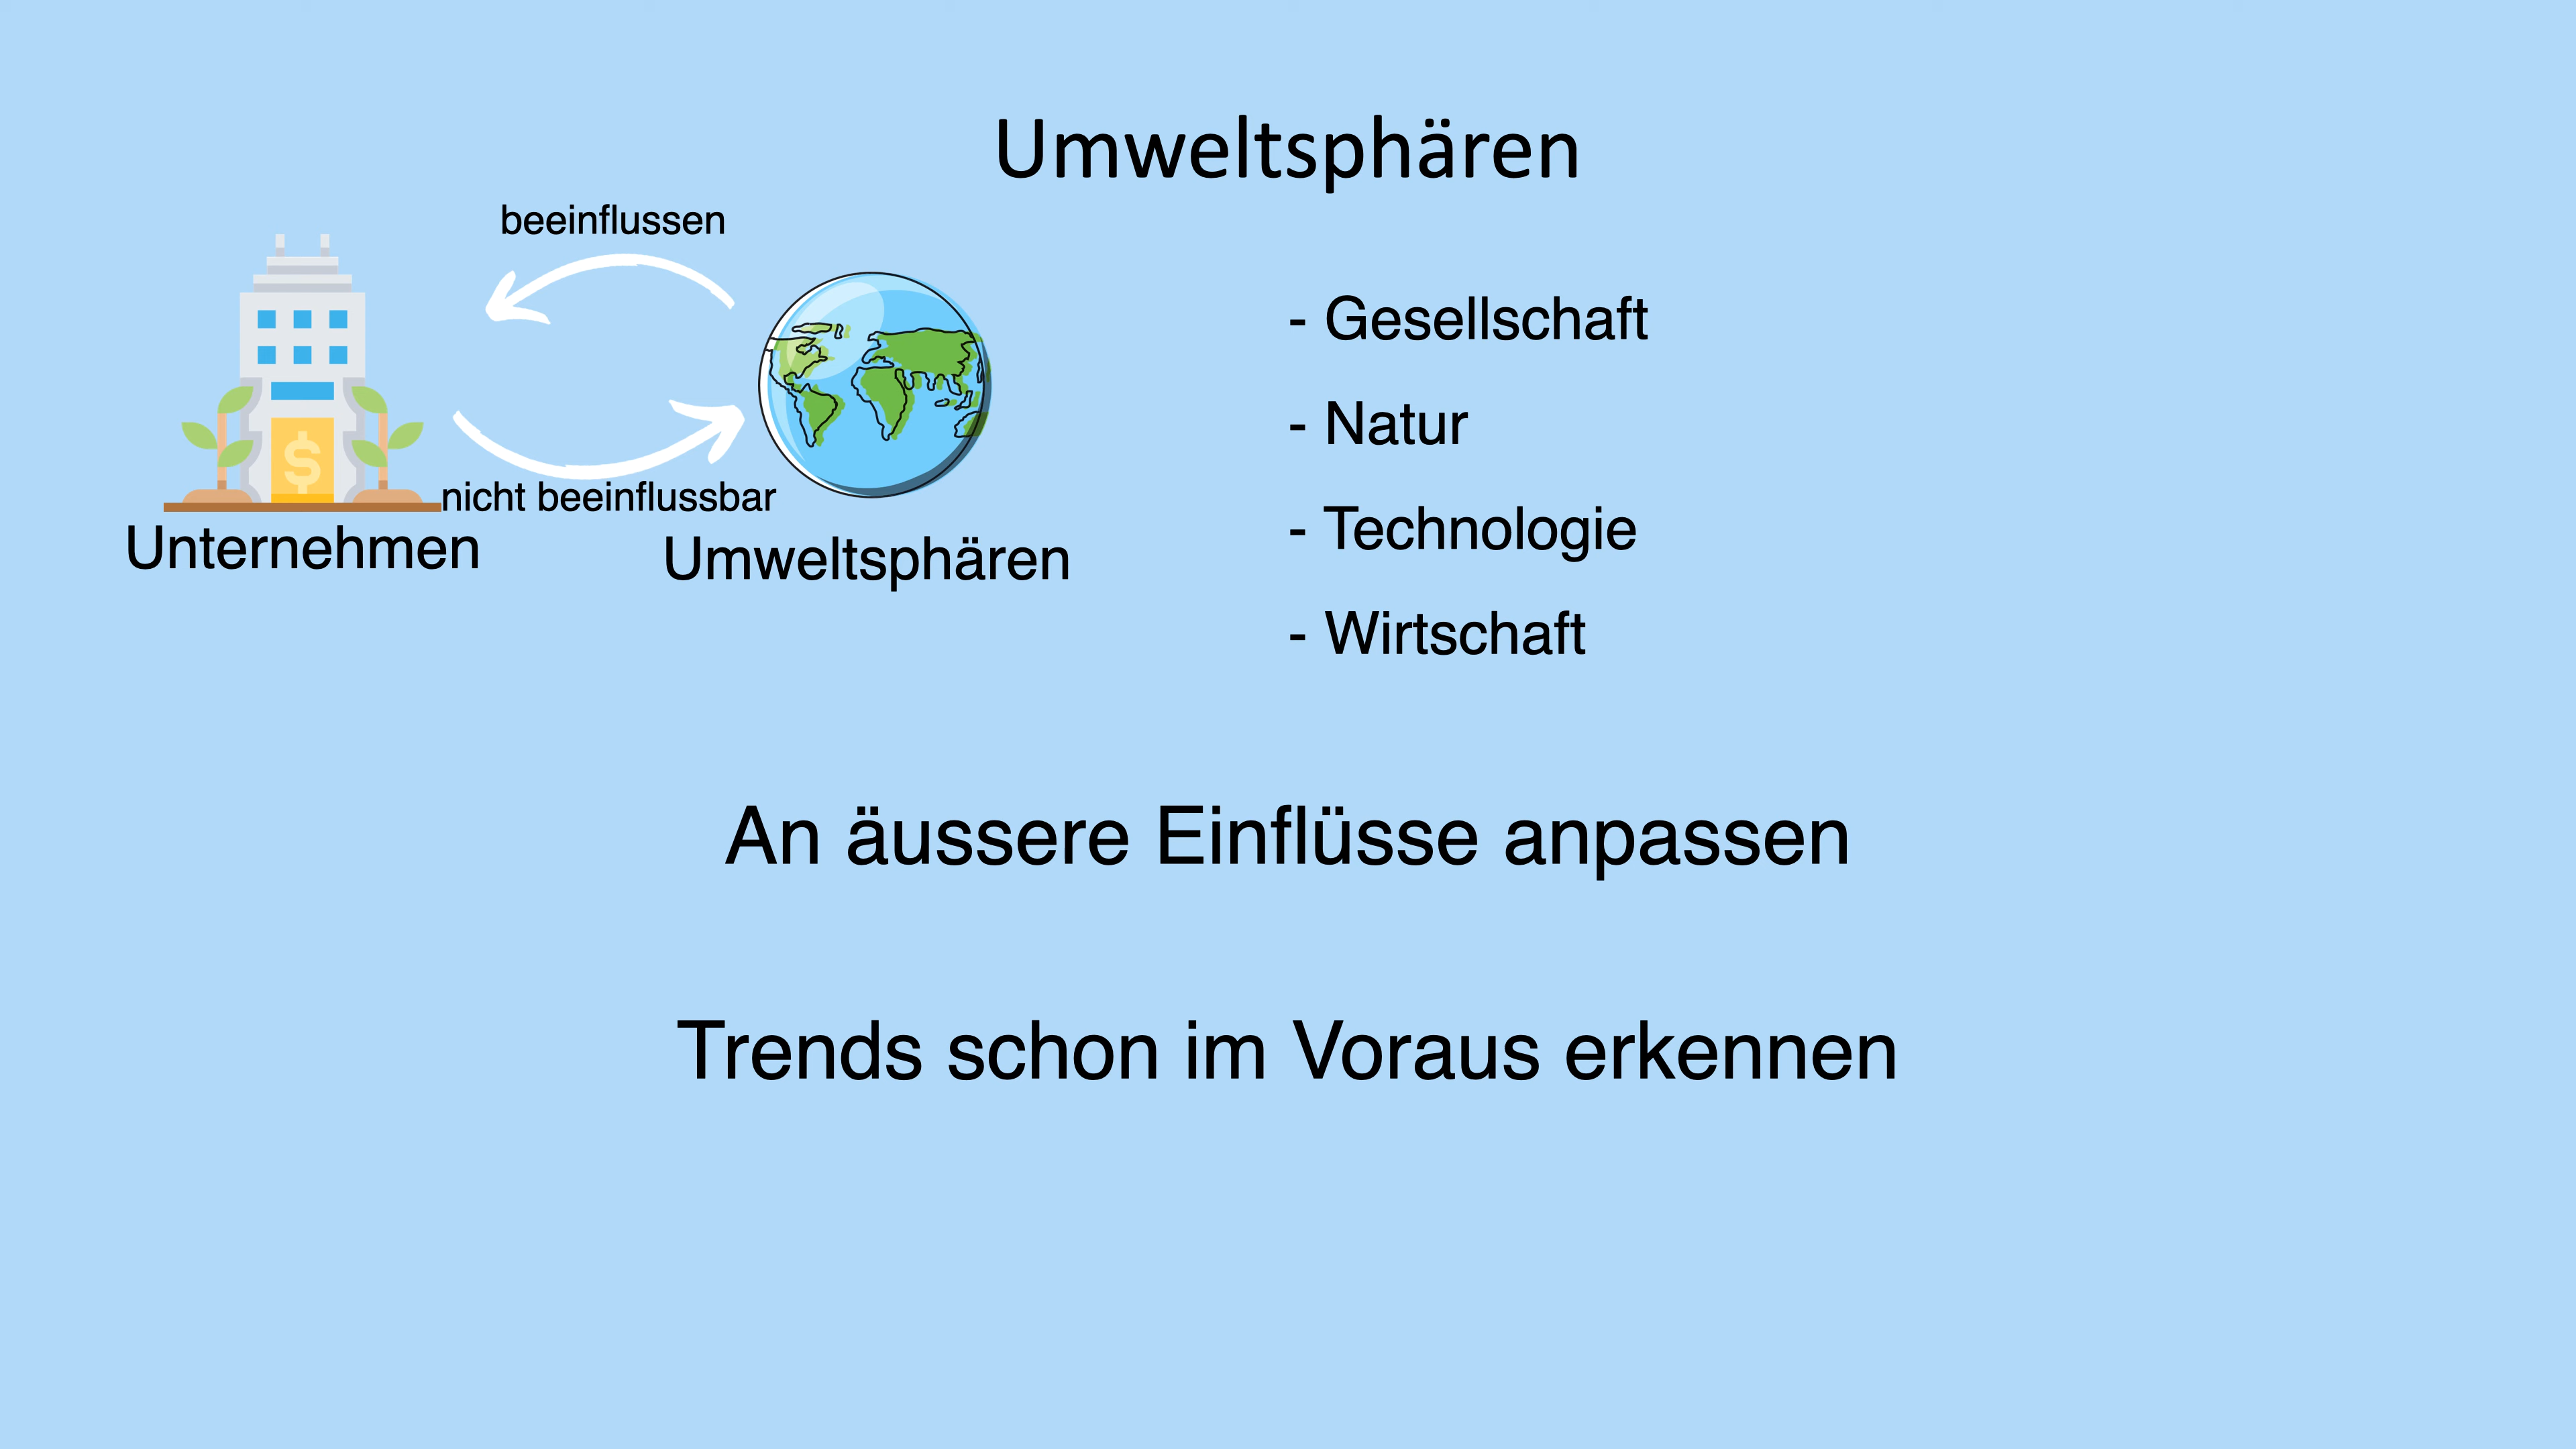 Umweltsphären
beeinflussen
nicht beeinflussbar
Unternehmen
Umweltsphären
- Gesellschaft
- Natur
- Technologie
- Wirtschaft
An äussere Einflüsse anpassen
Trends schon im Voraus erkennen
$